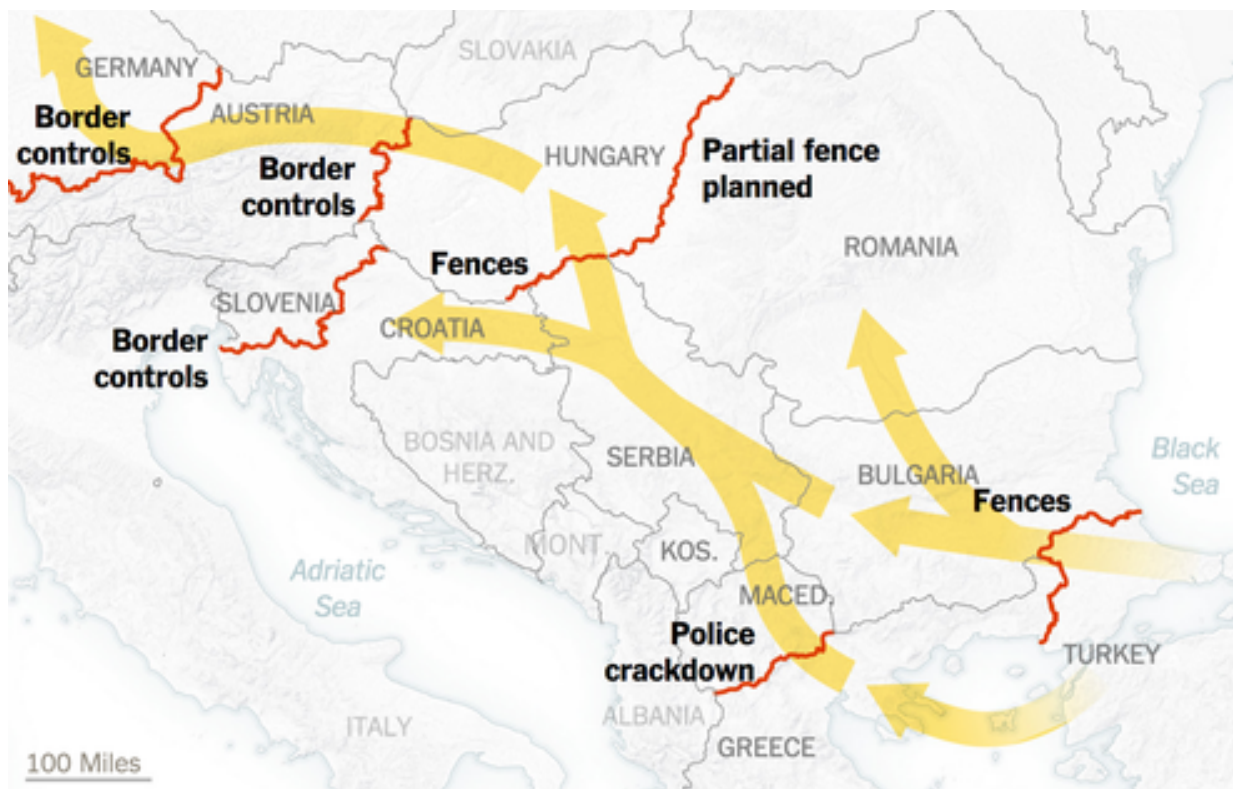 SLOVAKIA
GERMANY
AUSTRIA
Border
controls
HUNGARY
Partial fence
planned
Border
controls
ROMANIA
Fences
SLOVENIA
CROATIA
Border
controls
BOSNIA AND
HERZ.
SERBIA
BULGARIA
Black
Sea
Fences
MONT.
KOS.
Adriatic
Sea
MACED.
Police
crackdown
TURKEY
ITALY
ALBANIA
GREECE
100 Miles